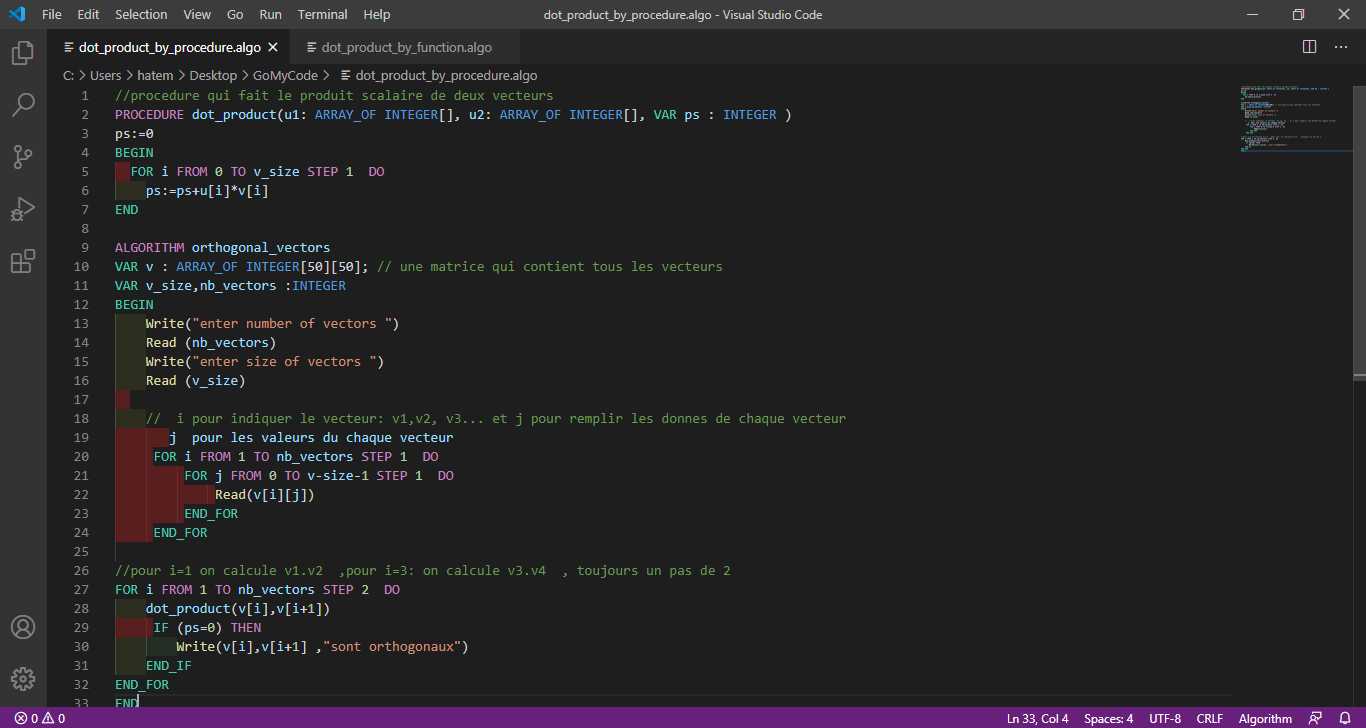 File Edit Selection View Go Run Terminal Help dot_product_by_procedure.algo - Visual Studio Code
dot_product_by_procedure.algo dot_product_by_function.algo
C: > Users > hatem > Desktop > GoMyCode > dot_product_by_procedure.algo
1 //procedure qui fait le produit scalaire de deux vecteurs
2 PROCEDURE dot_product(u1: ARRAY_OF INTEGER[], u2: ARRAY_OF INTEGER[], VAR ps : INTEGER )
3 ps:=0
4 BEGIN
5 FOR i FROM 0 TO v_size STEP 1 DO
6 ps:=ps+u[i]*v[i]
7 END
8
9 ALGORITHM orthogonal_vectors
10 VAR v : ARRAY_OF INTEGER[50][50]; // une matrice qui contient tous les vecteurs
11 VAR v_size,nb_vectors :INTEGER
12 BEGIN
13 Write("enter number of vectors ")
14 Read (nb_vectors)
15 Write("enter size of vectors ")
16 Read (v_size)
17
18 // i pour indiquer le vecteur: v1,v2, v3... et j pour remplir les donnes de chaque vecteur
19 j pour les valeurs du chaque vecteur
20 FOR i FROM 1 TO nb_vectors STEP 1 DO
21 FOR j FROM 0 TO v-size-1 STEP 1 DO
22 Read(v[i][j])
23 END_FOR
24 END_FOR
25
26 //pour i=1 on calcule v1.v2 ,pour i=3: on calcule v3.v4 , toujours un pas de 2
27 FOR i FROM 1 TO nb_vectors STEP 2 DO
28 dot_product(v[i],v[i+1])
29 IF (ps=0) THEN
30 Write(v[i],v[i+1] ,"sont orthogonaux")
31 END_IF
32 END_FOR
33 END
0 0 Ln 33, Col 4 Spaces: 4 UTF-8 CRLF Algorithm